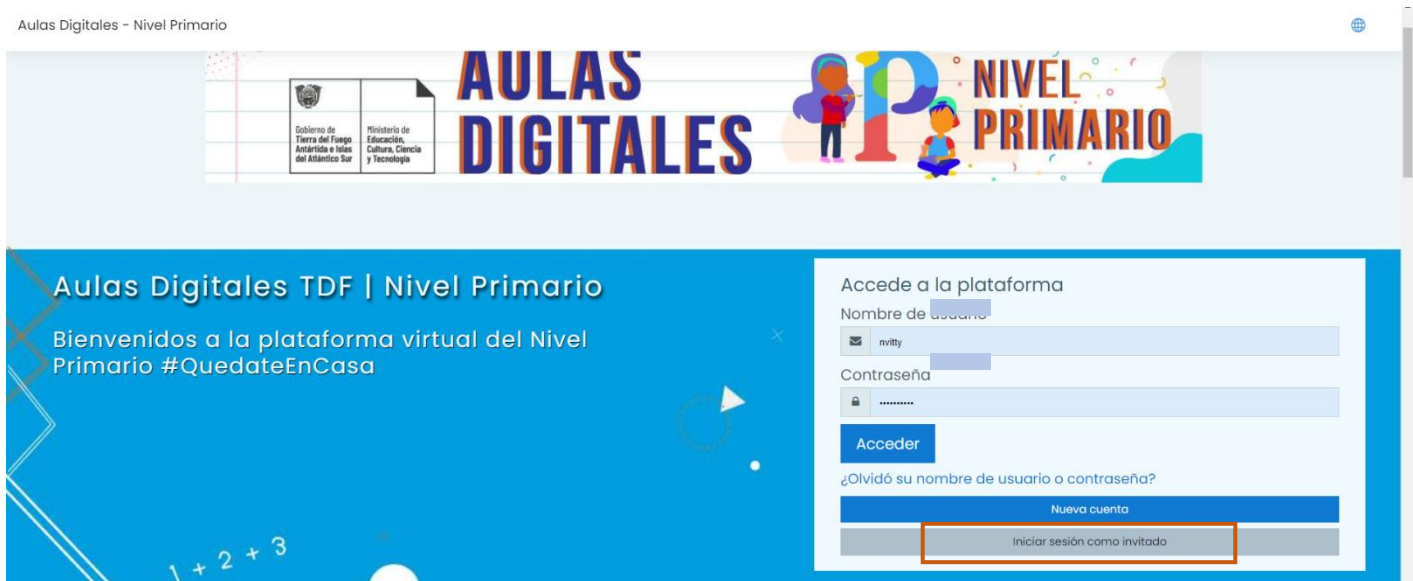 Aulas Digitales - Nivel Primario
AULAS
DIGITALES
NIVEL
PRIMARIO
Gobierno de
Tierra del Fuego
Antártida e Islas
del Atlántico Sur
Ministerio de
Educación,
Cultura, Ciencia
y Tecnología
Aulas Digitales TDF | Nivel Primario
Bienvenidos a la plataforma virtual del Nivel
Primario #QuedateEnCasa
1 + 2 + 3
Accede a la plataforma
Nombre de usuario
nvitty
Contraseña
••••••••••
Acceder
¿Olvidó su nombre de usuario o contraseña?
Nueva cuenta
Iniciar sesión como invitado